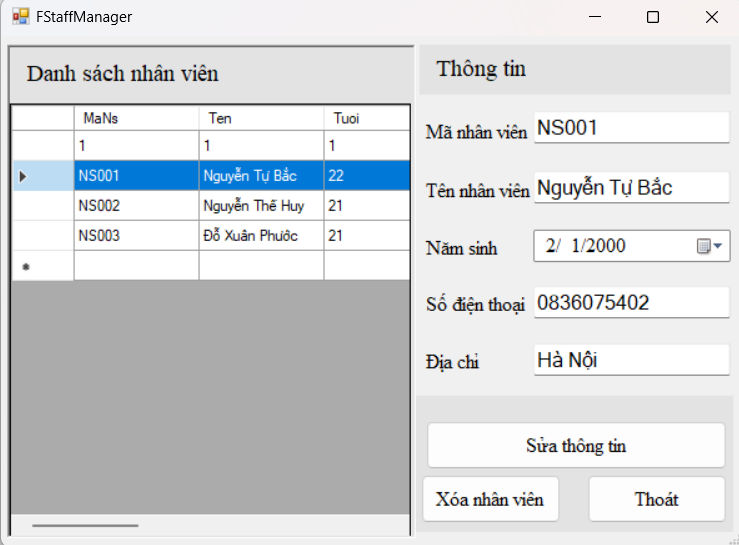 FStaffManager
Danh sách nhân viên
MaNs Ten Tuoi
1 1 1
NS001 Nguyễn Tự Bắc 22
NS002 Nguyễn Thế Huy 21
NS003 Đỗ Xuân Phước 21
Thông tin
Mã nhân viên NS001
Tên nhân viên Nguyễn Tự Bắc
Năm sinh 2/ 1/2000
Số điện thoại 0836075402
Địa chỉ Hà Nội
Sửa thông tin
Xóa nhân viên Thoát